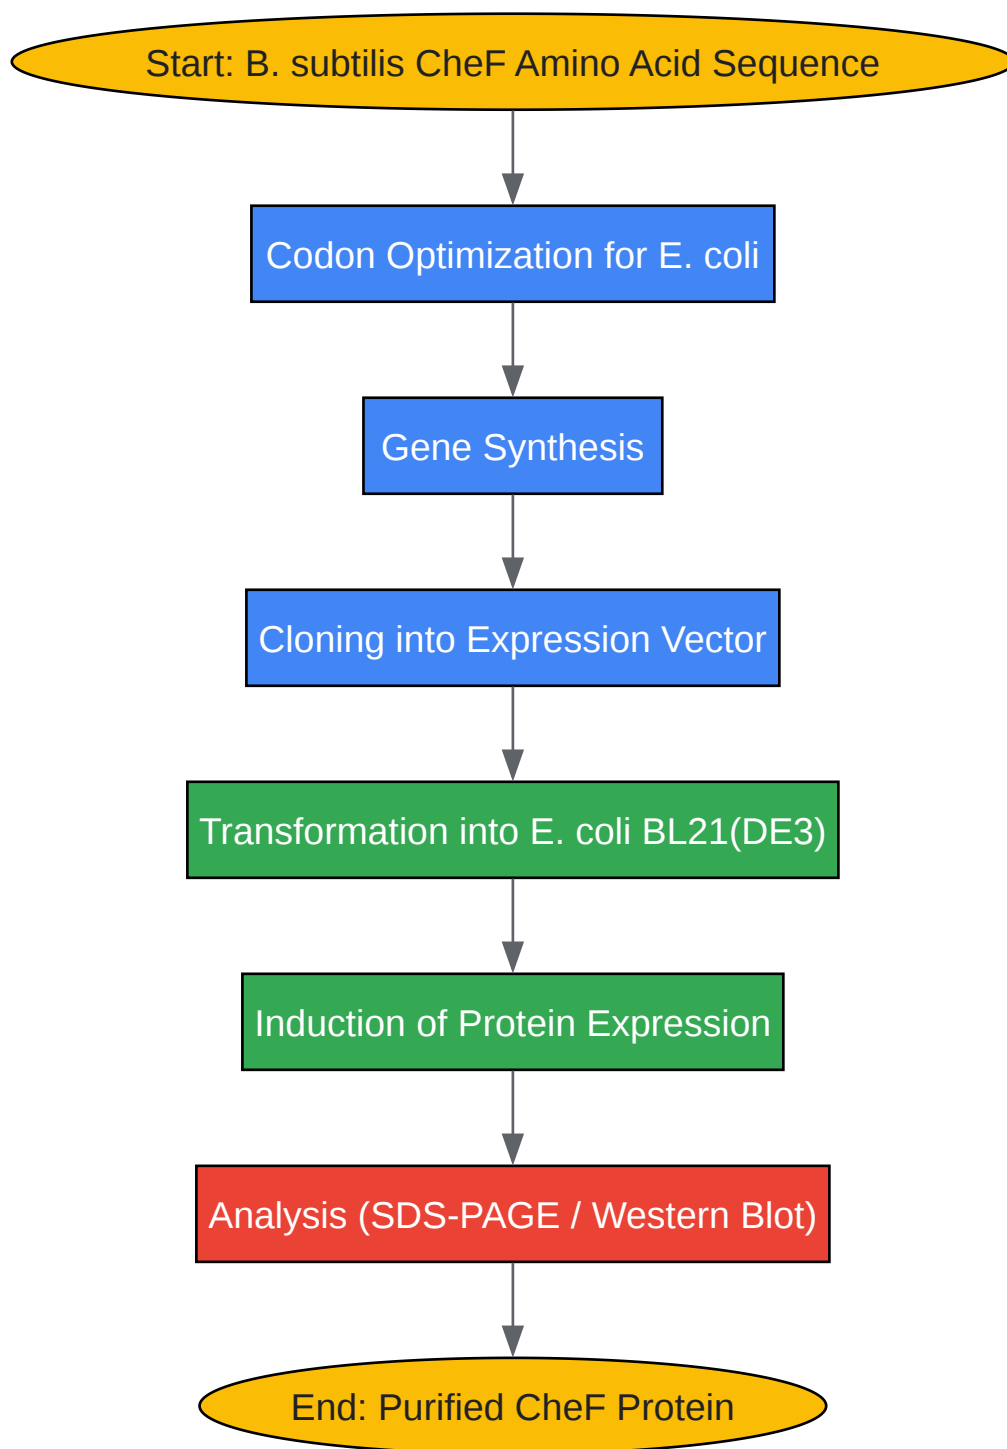 Start: B. subtilis CheF Amino Acid Sequence
Codon Optimization for E. coli
Gene Synthesis
Cloning into Expression Vector
Transformation into E. coli BL21(DE3)
Induction of Protein Expression
Analysis (SDS-PAGE / Western Blot)
End: Purified CheF Protein